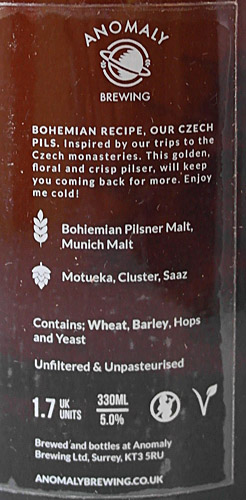 ANOMALY
BREWING
BOHEMIAN RECIPE, OUR CZECH
PILS. Inspired by our trips to the
Czech monasteries. This golden,
floral and crisp pilser, will keep
you coming back for more. Enjoy
me cold!
Bohiemian Pilsner Malt,
Munich Malt
Motueka, Cluster, Saaz
Contains; Wheat, Barley, Hops
and Yeast
Unfiltered & Unpasteurised
1.7 UK UNITS
330ML
5.0%
Brewed and bottles at Anomaly
Brewing Ltd, Surrey, KT3 5RU
ANOMALYBREWING.CO.UK